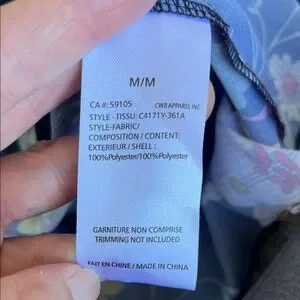 M/M
CA #: 59105 CWB APPAREL INC
STYLE - TISSU: C4171Y-361A
STYLE-FABRIC/
COMPOSITION / CONTENT:
EXTERIEUR / SHELL :
100%Polyester/100%Polyester
GARNITURE NON COMPRISE
TRIMMING NOT INCLUDED
FAIT EN CHINE / MADE IN CHINA